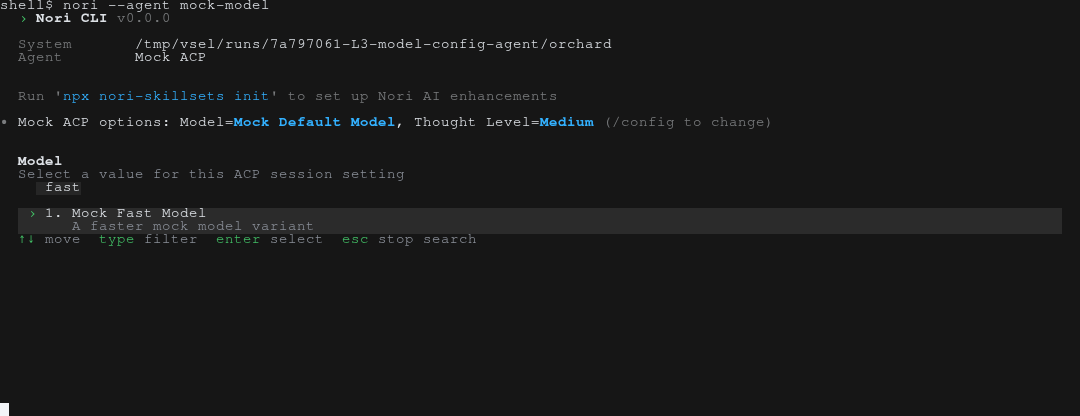 shell$ nori --agent mock-model
› Nori CLI v0.0.0
System /tmp/vsel/runs/7a797061-L3-model-config-agent/orchard
Agent Mock ACP
Run 'npx nori-skillsets init' to set up Nori AI enhancements
• Mock ACP options: Model=Mock Default Model, Thought Level=Medium (/config to change)
Model
Select a value for this ACP session setting
fast
› 1. Mock Fast Model
A faster mock model variant
↑↓ move type filter enter select esc stop search